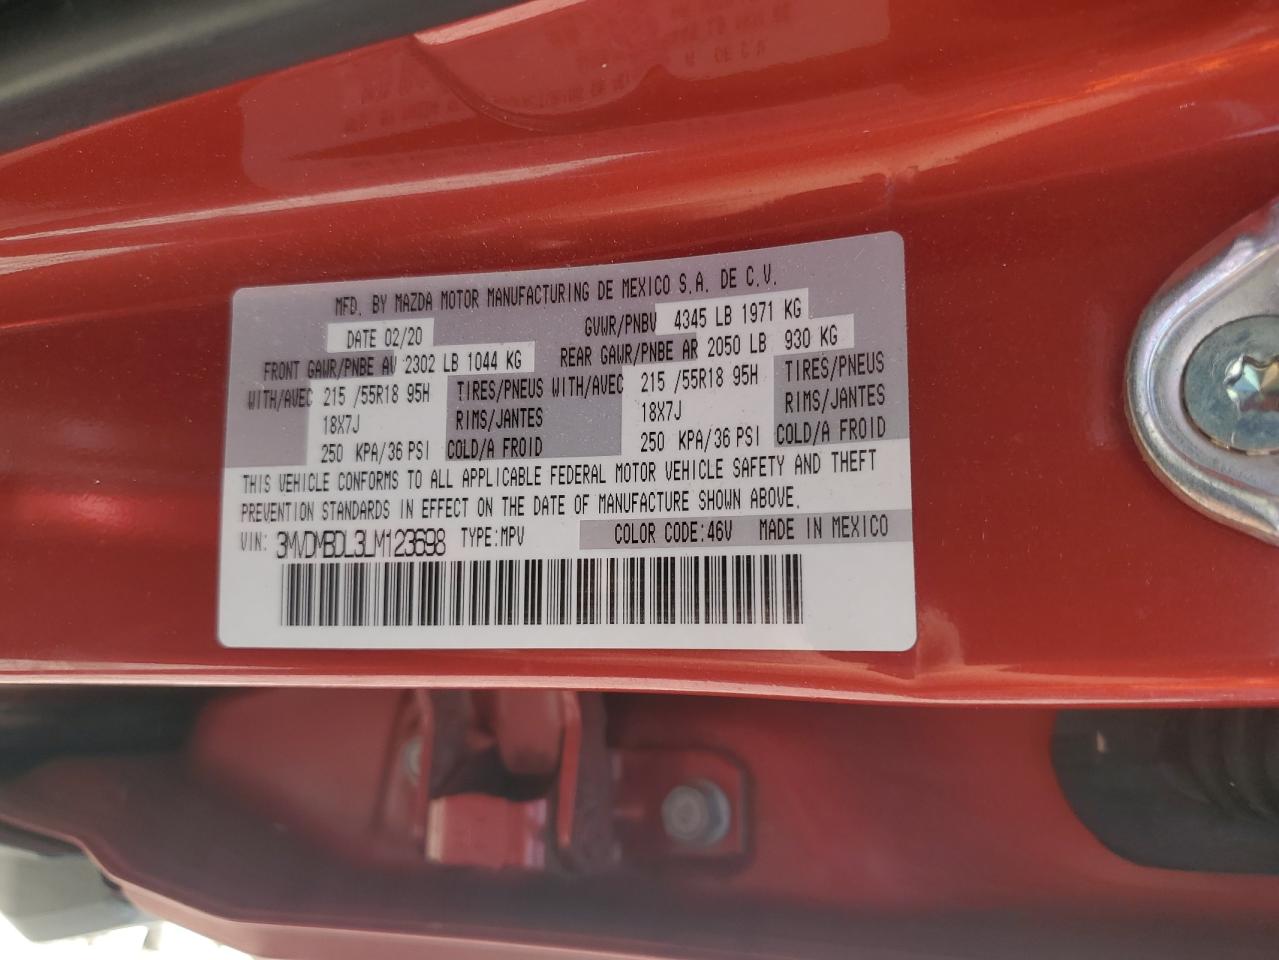 MFD. BY MAZDA MOTOR MANUFACTURING DE MEXICO S.A. DE C.V.
DATE 02/20 GVWR/PNBV 4345 LB 1971 KG
FRONT GAWR/PNBE AV 2302 LB 1044 KG REAR GAWR/PNBE AR 2050 LB 930 KG
WITH/AVEC 215 /55R18 95H TIRES/PNEUS WITH/AVEC 215 /55R18 95H TIRES/PNEUS
18X7J RIMS/JANTES 18X7J RIMS/JANTES
250 KPA/36 PSI COLD/A FROID 250 KPA/36 PSI COLD/A FROID
THIS VEHICLE CONFORMS TO ALL APPLICABLE FEDERAL MOTOR VEHICLE SAFETY AND THEFT
PREVENTION STANDARDS IN EFFECT ON THE DATE OF MANUFACTURE SHOWN ABOVE.
VIN: 3MVDMBDL3LM123698 TYPE:MPV COLOR CODE:46V MADE IN MEXICO